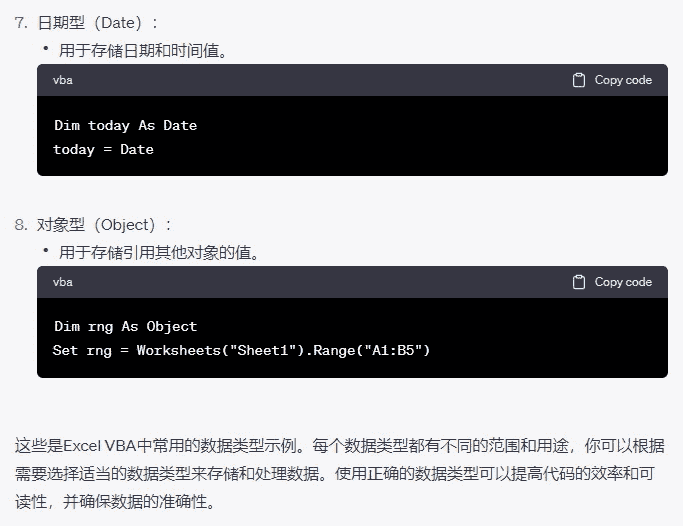 7. 日期型（Date）：
• 用于存储日期和时间值。
vba Copy code
Dim today As Date
today = Date
8. 对象型（Object）：
• 用于存储引用其他对象的值。
vba Copy code
Dim rng As Object
Set rng = Worksheets("Sheet1").Range("A1:B5")
这些是Excel VBA中常用的数据类型示例。每个数据类型都有不同的范围和用途，你可以根据
需要选择适当的数据类型来存储和处理数据。使用正确的数据类型可以提高代码的效率和可
读性，并确保数据的准确性。